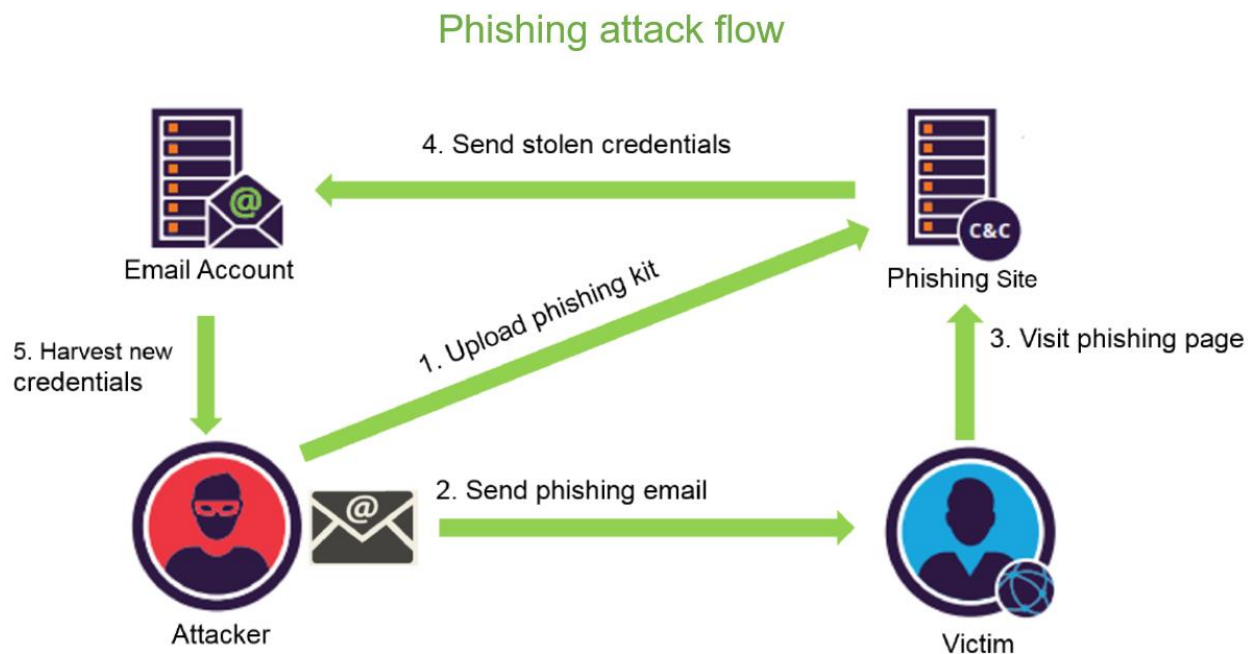 Phishing attack flow
4. Send stolen credentials
@
C&C
Email Account
Phishing Site
1. Upload phishing kit
5. Harvest new
credentials
3. Visit phishing page
2. Send phishing email
@
Attacker
Victim